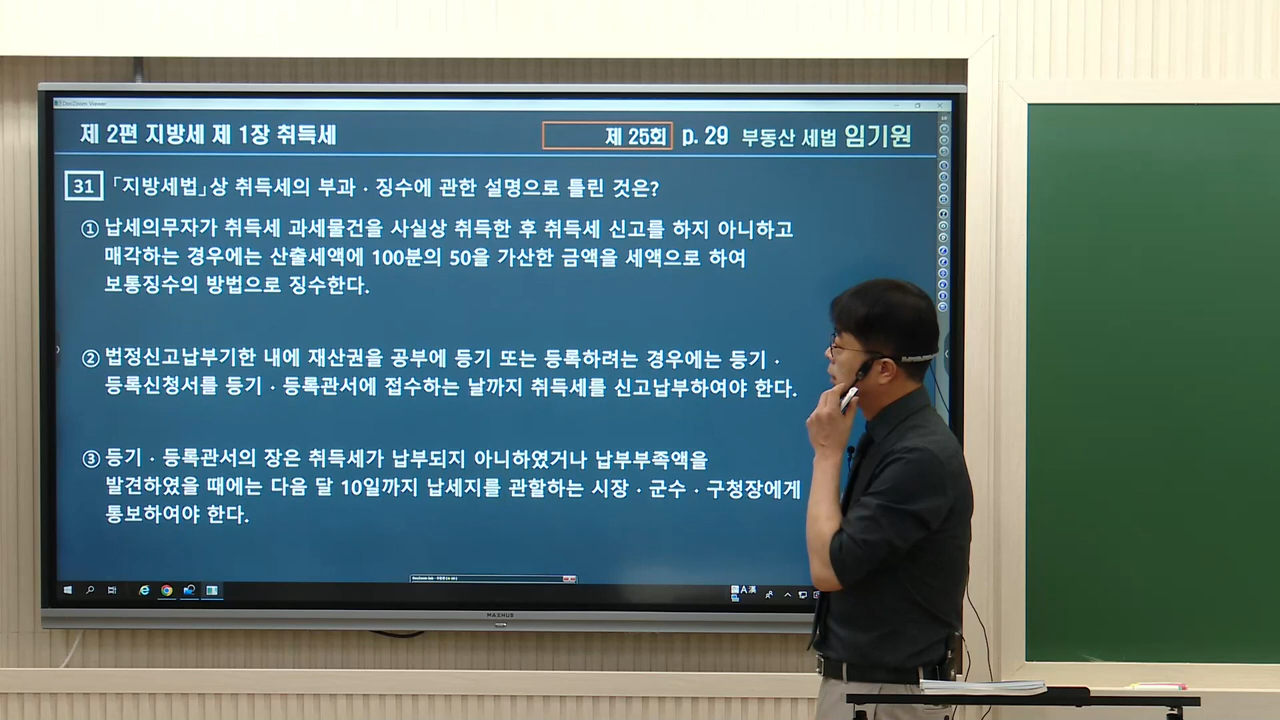 DocZoom Viewer
제 2편 지방세 제 1장 취득세
제 25회 p. 29 부동산 세법 임기원
31 「지방세법」상 취득세의 부과 · 징수에 관한 설명으로 틀린 것은?
① 납세의무자가 취득세 과세물건을 사실상 취득한 후 취득세 신고를 하지 아니하고
매각하는 경우에는 산출세액에 100분의 50을 가산한 금액을 세액으로 하여
보통징수의 방법으로 징수한다.
② 법정신고납부기한 내에 재산권을 공부에 등기 또는 등록하려는 경우에는 등기 ·
등록신청서를 등기 · 등록관서에 접수하는 날까지 취득세를 신고납부하여야 한다.
③ 등기 · 등록관서의 장은 취득세가 납부되지 아니하였거나 납부부족액을
발견하였을 때에는 다음 달 10일까지 납세지를 관할하는 시장 · 군수 · 구청장에게
통보하여야 한다.
A 漢
MAXHUB